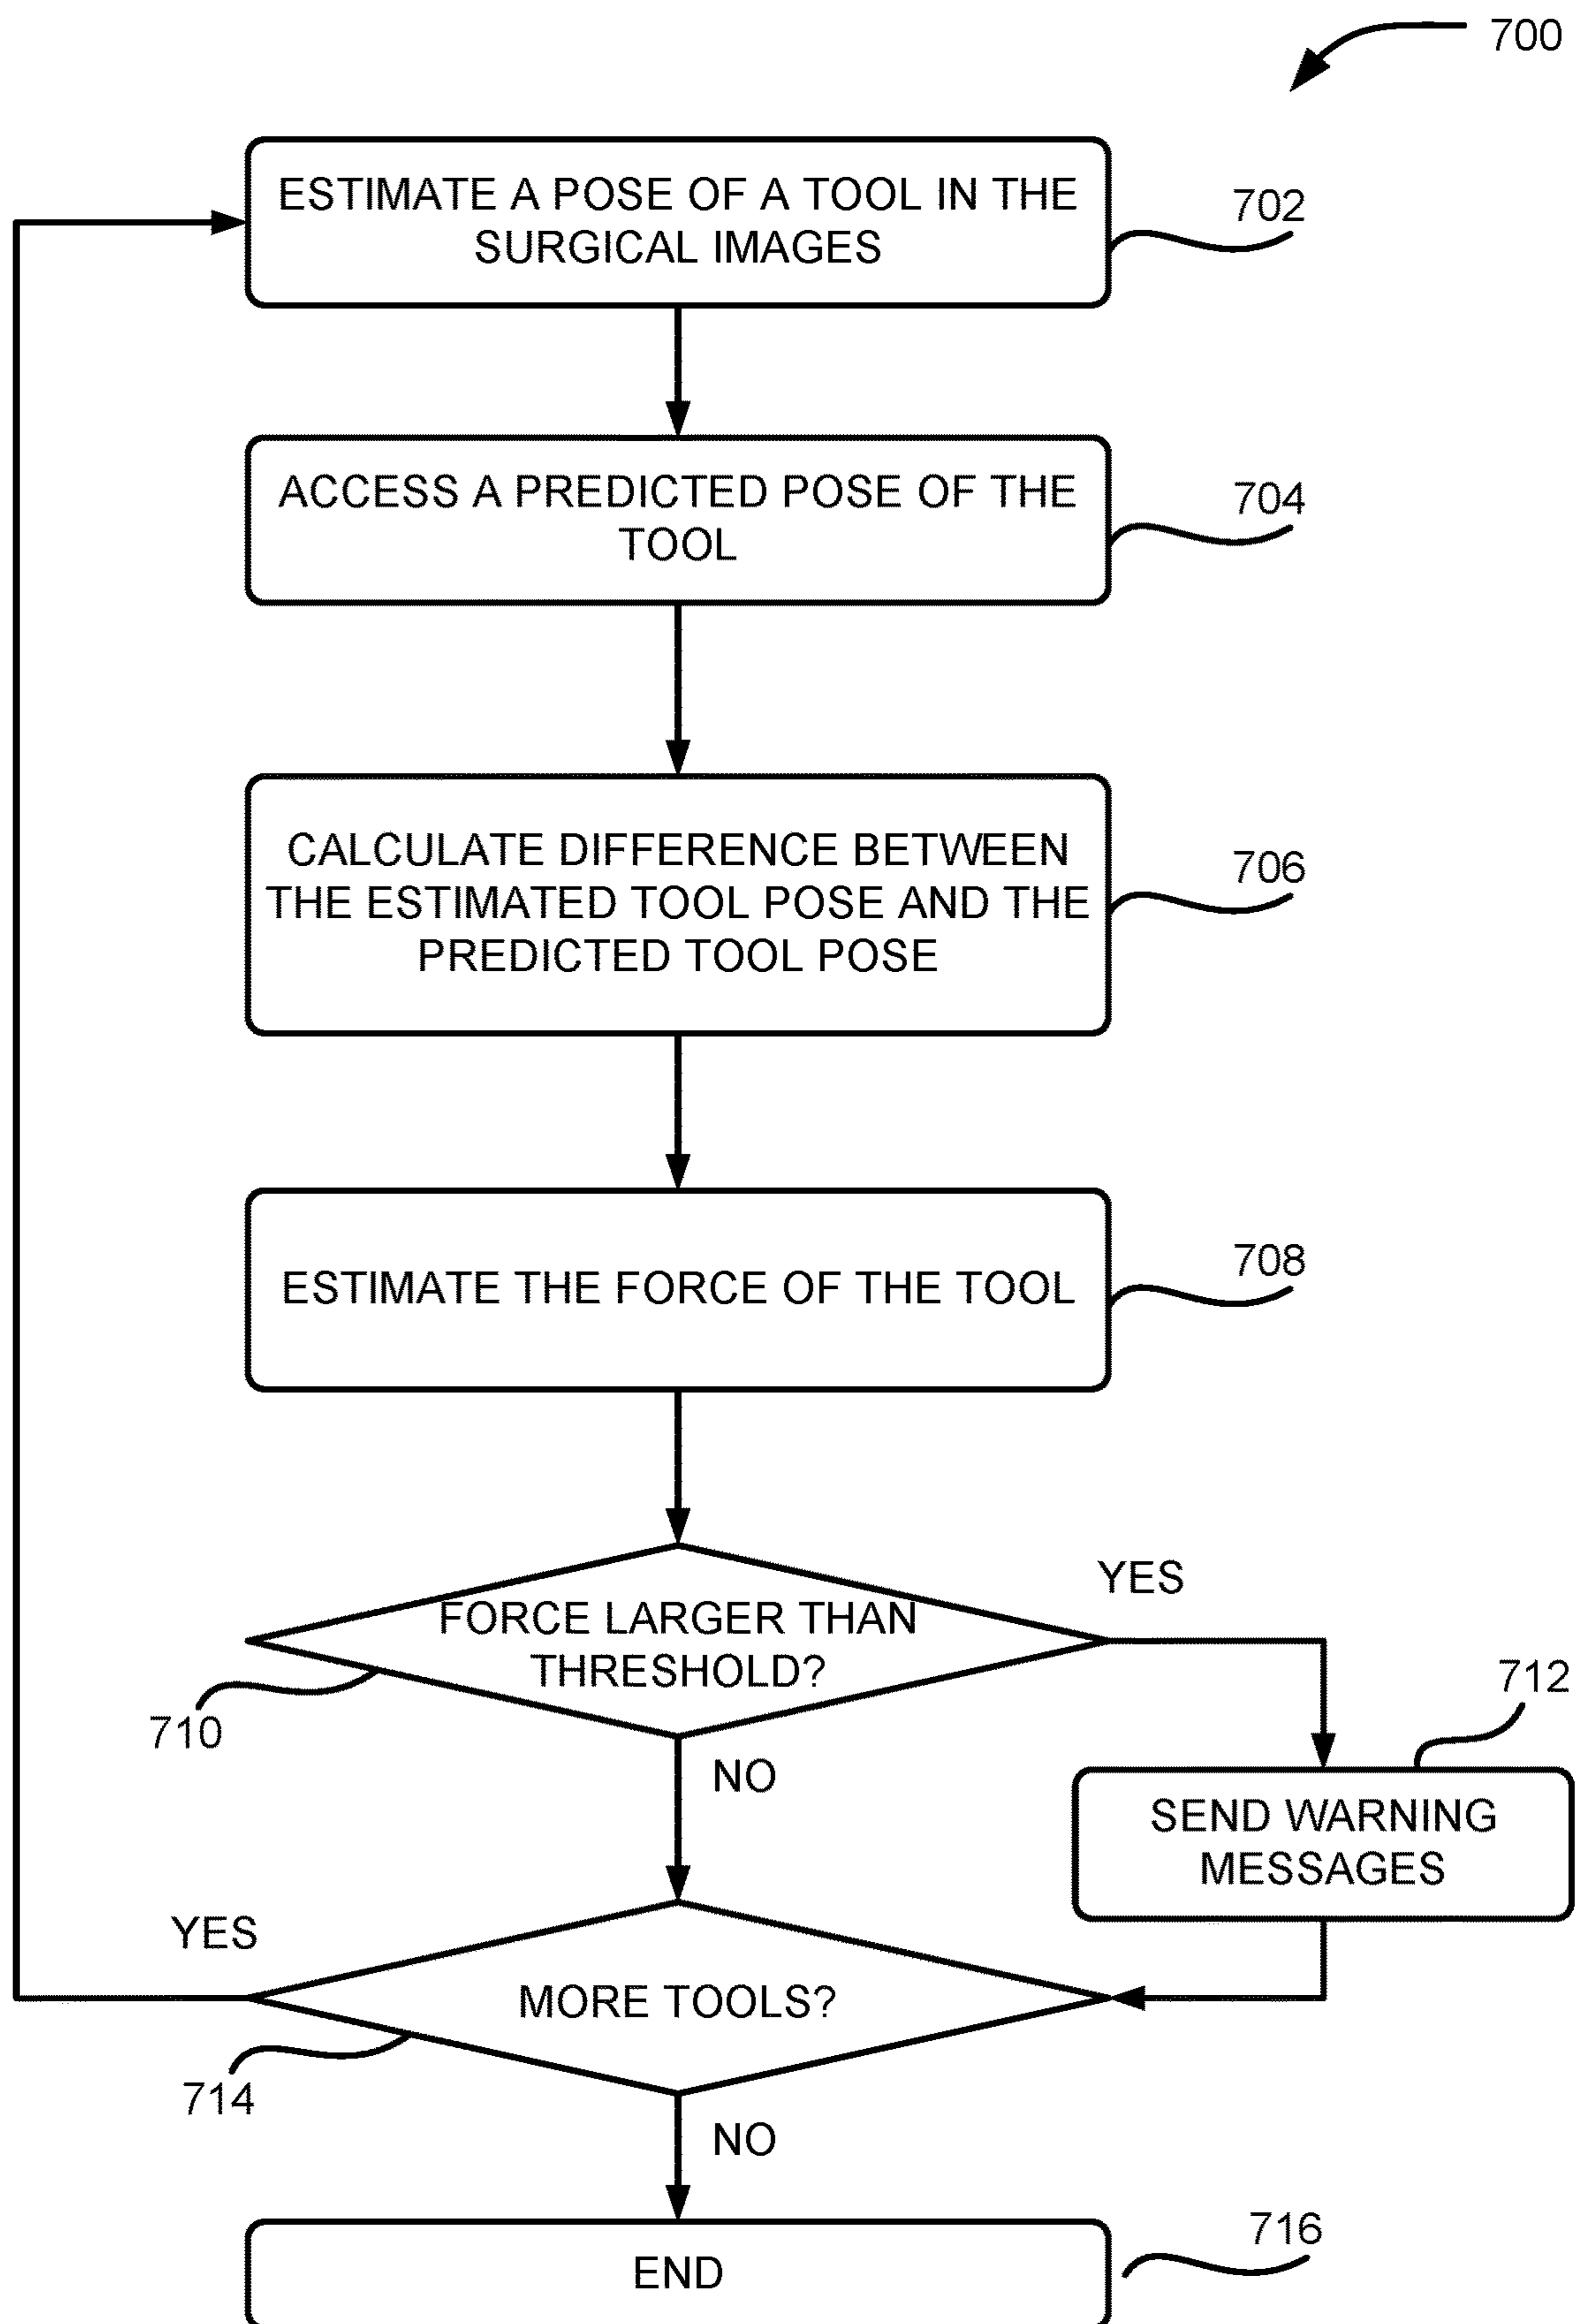 700
ESTIMATE A POSE OF A TOOL IN THE
SURGICAL IMAGES
702
ACCESS A PREDICTED POSE OF THE
TOOL
704
CALCULATE DIFFERENCE BETWEEN
THE ESTIMATED TOOL POSE AND THE
PREDICTED TOOL POSE
706
ESTIMATE THE FORCE OF THE TOOL
708
FORCE LARGER THAN
THRESHOLD?
YES
710
NO
712
SEND WARNING
MESSAGES
YES
MORE TOOLS?
714
NO
END
716